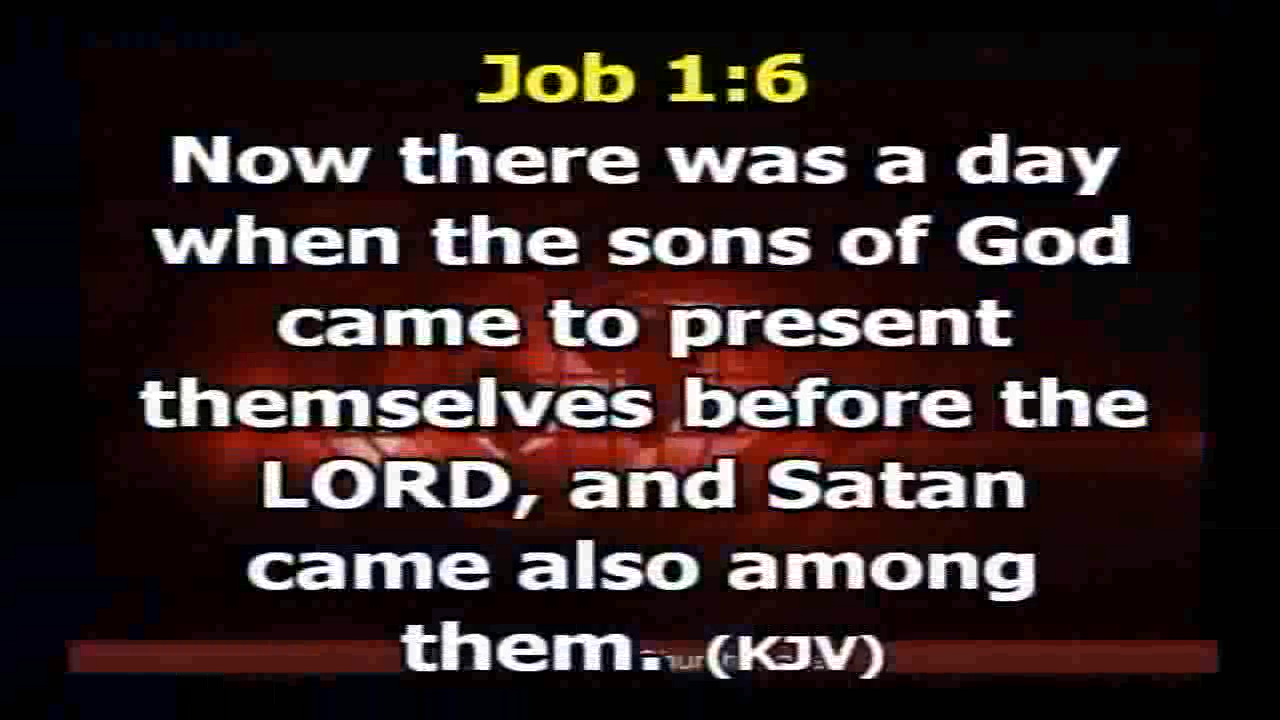 Job 1:6
Now there was a day
when the sons of God
came to present
themselves before the
LORD, and Satan
came also among
them. (KJV)